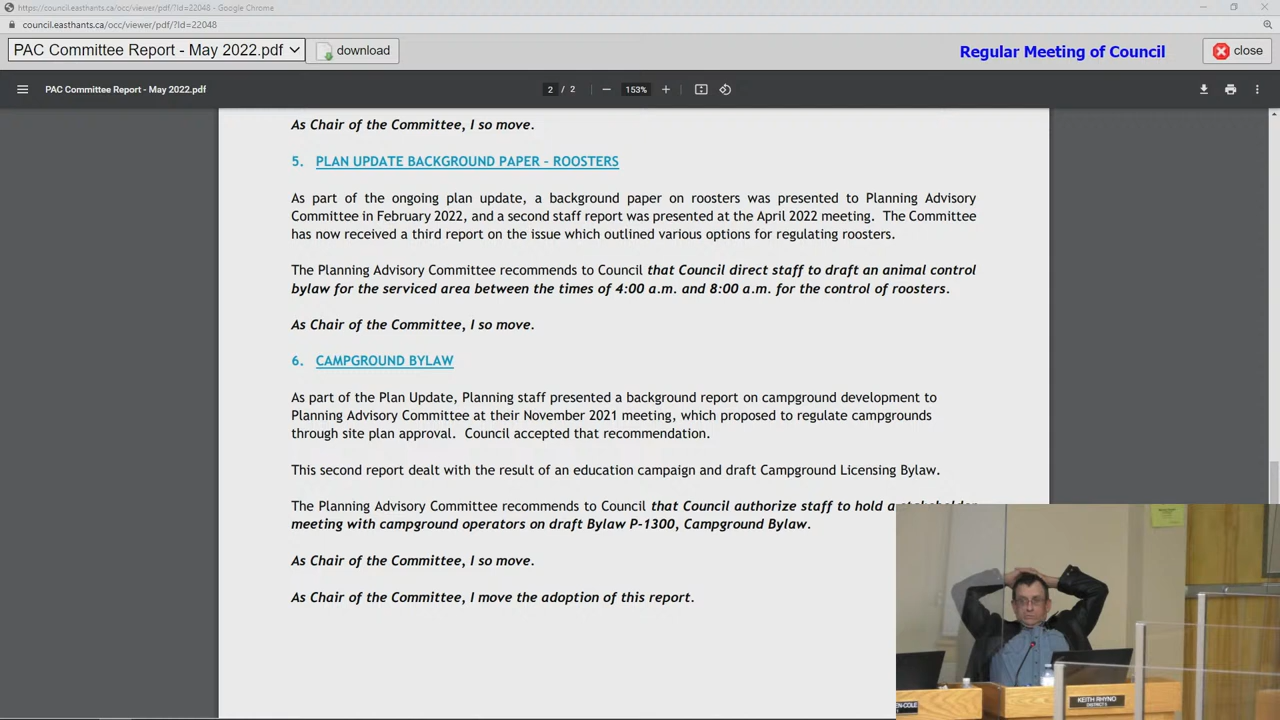 https://council.easthants.ca/occ/viewer/pdf/?Id=22048 - Google Chrome
council.easthants.ca/occ/viewer/pdf/?Id=22048
PAC Committee Report - May 2022.pdf
download
Regular Meeting of Council
close
PAC Committee Report - May 2022.pdf
2 / 2
153%
As Chair of the Committee, I so move.
5. PLAN UPDATE BACKGROUND PAPER – ROOSTERS
As part of the ongoing plan update, a background paper on roosters was presented to Planning Advisory
Committee in February 2022, and a second staff report was presented at the April 2022 meeting. The Committee
has now received a third report on the issue which outlined various options for regulating roosters.
The Planning Advisory Committee recommends to Council that Council direct staff to draft an animal control
bylaw for the serviced area between the times of 4:00 a.m. and 8:00 a.m. for the control of roosters.
As Chair of the Committee, I so move.
6. CAMPGROUND BYLAW
As part of the Plan Update, Planning staff presented a background report on campground development to
Planning Advisory Committee at their November 2021 meeting, which proposed to regulate campgrounds
through site plan approval. Council accepted that recommendation.
This second report dealt with the result of an education campaign and draft Campground Licensing Bylaw.
The Planning Advisory Committee recommends to Council that Council authorize staff to hold a stakeholder
meeting with campground operators on draft Bylaw P-1300, Campground Bylaw.
As Chair of the Committee, I so move.
As Chair of the Committee, I move the adoption of this report.
KEITH RHYNO